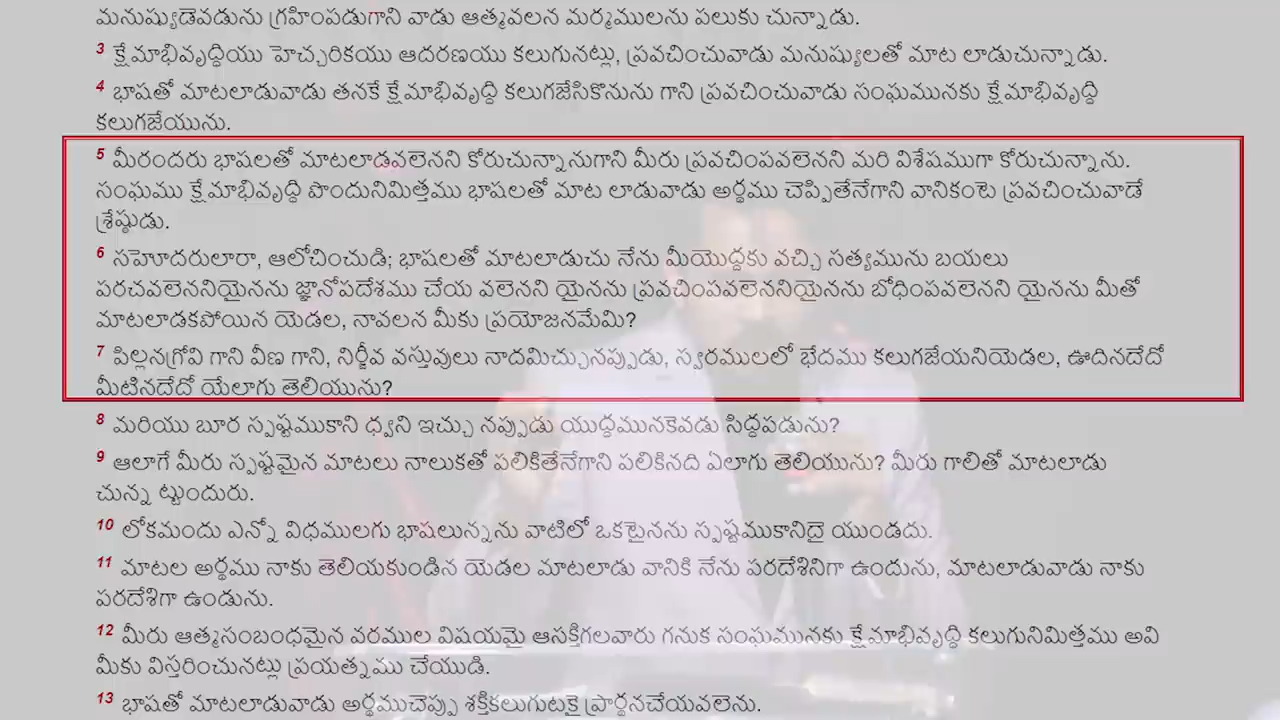 మనుష్యుడెవడును గ్రహింపడుగాని వాడు ఆత్మవలన మర్మములను పలుకు చున్నాడు.
3 క్షేమాభివృద్ధియు హెచ్చరికయు ఆదరణయు కలుగునట్లు, ప్రవచించువాడు మనుష్యులతో మాట లాడుచున్నాడు.
4 భాషతో మాటలాడువాడు తనకే క్షేమాభివృద్ధి కలుగజేసికొనును గాని ప్రవచించువాడు సంఘమునకు క్షేమాభివృద్ధి
కలుగజేయును.
5 మీరందరు భాషలతో మాటలాడవలెనని కోరుచున్నానుగాని మీరు ప్రవచింపవలెనని మరి విశేషముగా కోరుచున్నాను.
సంఘము క్షేమాభివృద్ధి పొందునిమిత్తము భాషలతో మాట లాడువాడు అర్థము చెప్పితేనేగాని వానికంటె ప్రవచించువాడే
శ్రేష్ఠుడు.
6 సహోదరులారా, ఆలోచించుడి; భాషలతో మాటలాడుచు నేను మీయొద్దకు వచ్చి సత్యమును బయలు
పరచవలెననియైనను జ్ఞానోపదేశము చేయ వలెనని యైనను ప్రవచింపవలెననియైనను బోధింపవలెనని యైనను మీతో
మాటలాడకపోయిన యెడల, నావలన మీకు ప్రయోజనమేమి?
7 పిల్లనగ్రోవి గాని వీణ గాని, నిర్జీవ వస్తువులు నాదమిచ్చునప్పుడు, స్వరములలో భేదము కలుగజేయనియెడల, ఊదినదేదో
మీటినదేదో యేలాగు తెలియును?
8 మరియు బూర స్పష్టముకాని ధ్వని ఇచ్చు నప్పుడు యుద్ధమునకెవడు సిద్ధపడును?
9 ఆలాగే మీరు స్పష్టమైన మాటలు నాలుకతో పలికితేనేగాని పలికినది ఏలాగు తెలియును? మీరు గాలితో మాటలాడు
చున్న ట్టుందురు.
10 లోకమందు ఎన్నో విధములగు భాషలున్నను వాటిలో ఒకటైనను స్పష్టముకానిదై యుండదు.
11 మాటల అర్థము నాకు తెలియకుండిన యెడల మాటలాడు వానికి నేను పరదేశినిగా ఉందును, మాటలాడువాడు నాకు
పరదేశిగా ఉండును.
12 మీరు ఆత్మసంబంధమైన వరముల విషయమై ఆసక్తిగలవారు గనుక సంఘమునకు క్షేమాభివృద్ధి కలుగునిమిత్తము అవి
మీకు విస్తరించునట్లు ప్రయత్నము చేయుడి.
13 భాషతో మాటలాడువాడు అర్థముచెప్పు శక్తికలుగుటకై ప్రార్థనచేయవలెను.